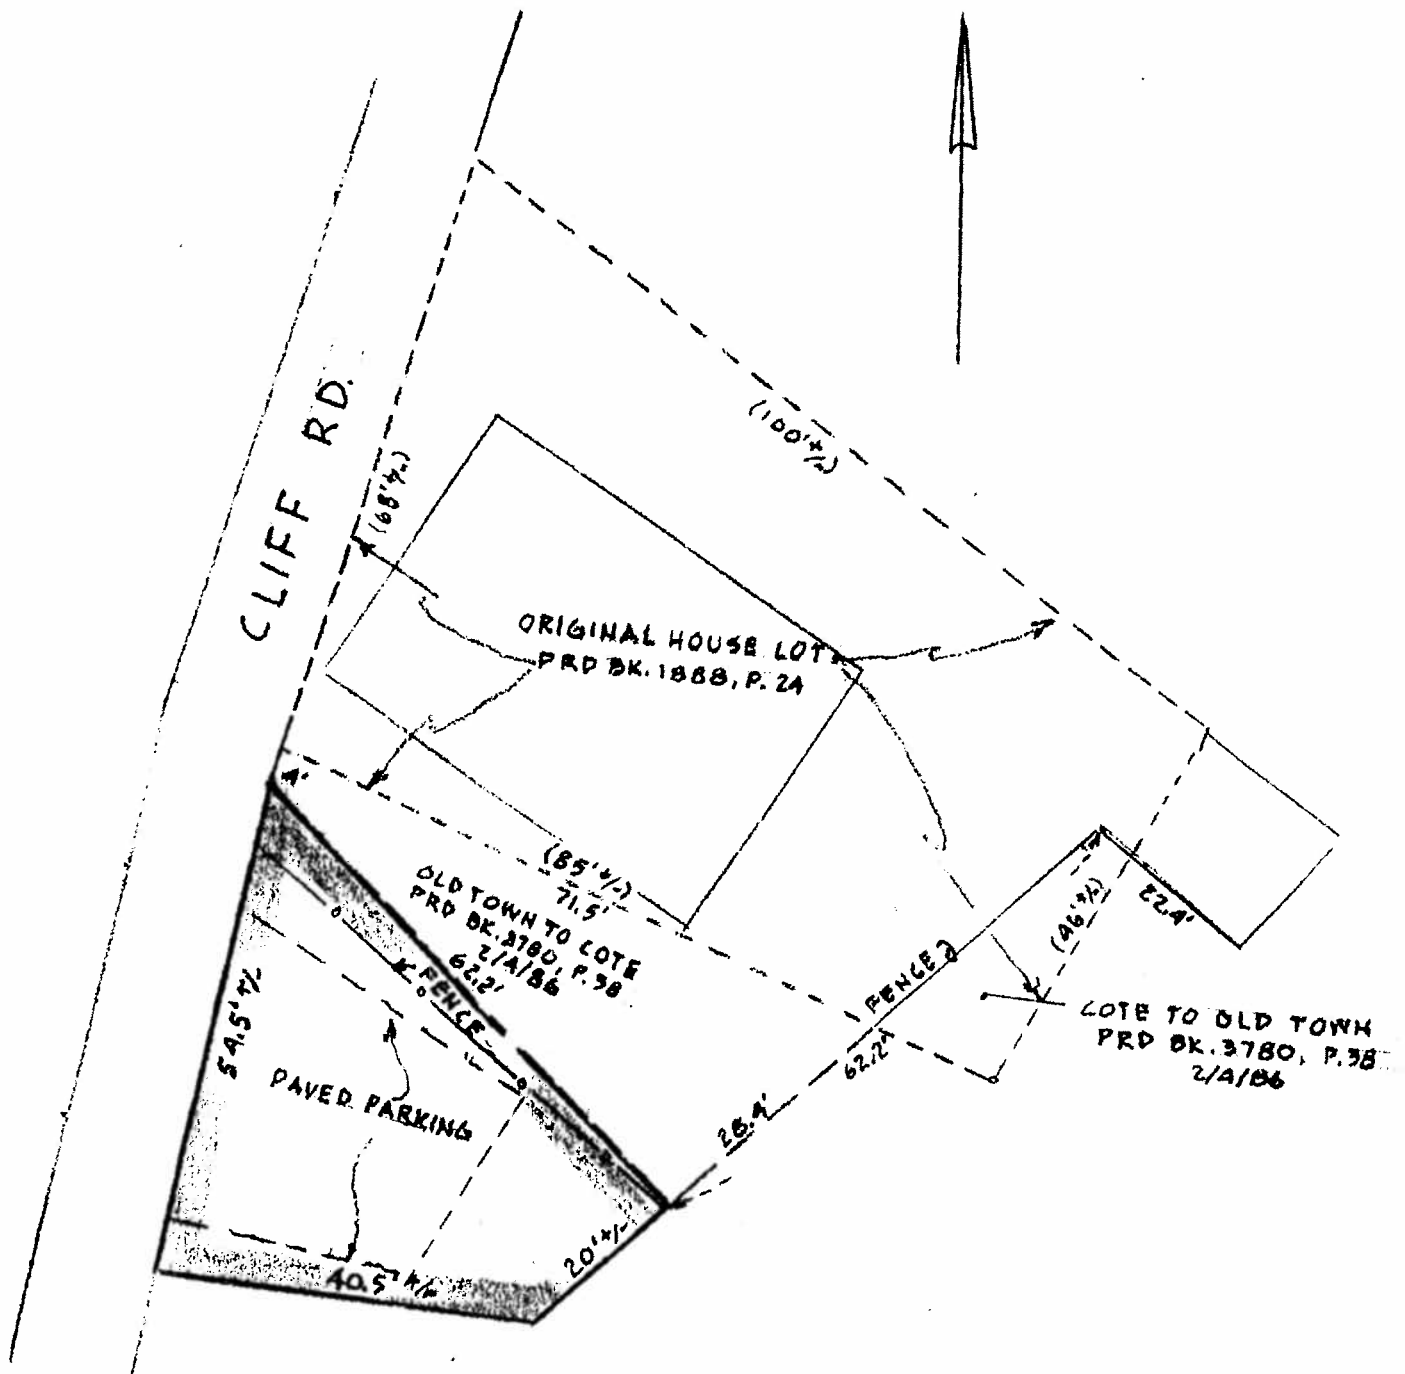 CLIFF RD.
(68'+/-)
(100'+/-)
ORIGINAL HOUSE LOT
PRD BK. 1888, P. 24
4'
(85'+/-)
71.5'
OLD TOWN TO COTE
PRD BK. 3780, P. 38
2/4/86
62.2'
FENCE
54.5' +/-
PAVED PARKING
40.5' +/-
20'+/-
28.4'
62.2'
FENCE
(46'+/-)
22.4'
COTE TO OLD TOWN
PRD BK. 3780, P. 38
2/4/86